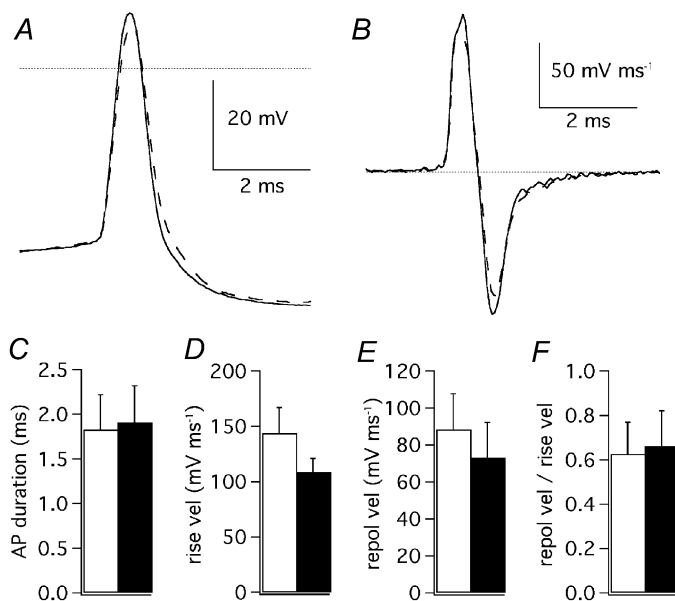 A
20 mV
2 ms
B
50 mV ms⁻¹
2 ms
C
AP duration (ms)
2.5
2.0
1.5
1.0
0.5
0.0
D
rise vel (mV ms⁻¹)
200
150
100
50
0
E
repol vel (mV ms⁻¹)
120
100
80
60
40
20
0
F
repol vel / rise vel
1.0
0.8
0.6
0.4
0.2
0.0